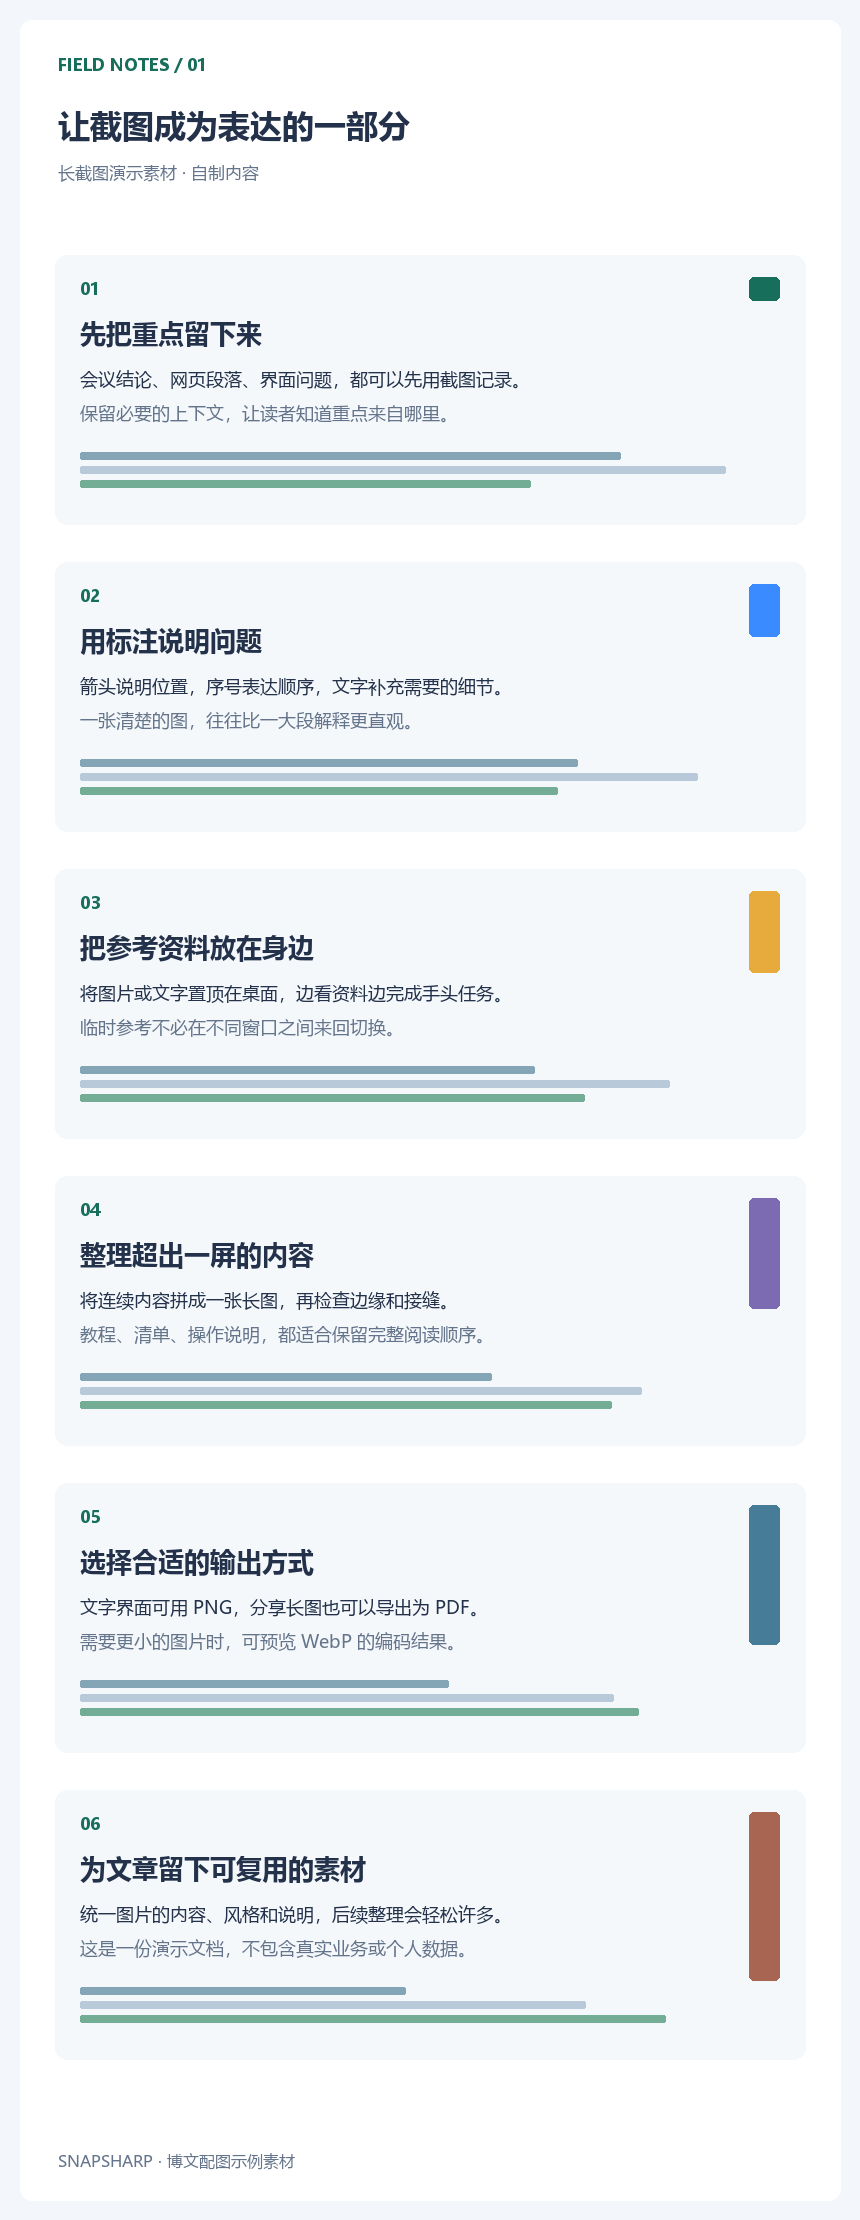 FIELD NOTES / 01
让截图成为表达的一部分
长截图演示素材 · 自制内容
01
先把重点留下来
会议结论、网页段落、界面问题，都可以先用截图记录。
保留必要的上下文，让读者知道重点来自哪里。
02
用标注说明问题
箭头说明位置，序号表达顺序，文字补充需要的细节。
一张清楚的图，往往比一大段解释更直观。
03
把参考资料放在身边
将图片或文字置顶在桌面，边看资料边完成手头任务。
临时参考不必在不同窗口之间来回切换。
04
整理超出一屏的内容
将连续内容拼成一张长图，再检查边缘和接缝。
教程、清单、操作说明，都适合保留完整阅读顺序。
05
选择合适的输出方式
文字界面可用 PNG，分享长图也可以导出为 PDF。
需要更小的图片时，可预览 WebP 的编码结果。
06
为文章留下可复用的素材
统一图片的内容、风格和说明，后续整理会轻松许多。
这是一份演示文档，不包含真实业务或个人数据。
SNAPSHARP · 博文配图示例素材